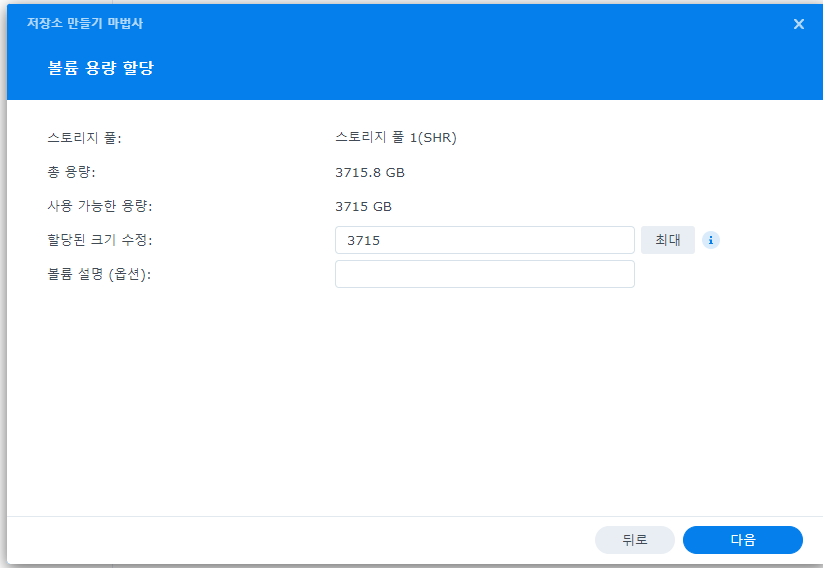 저장소 만들기 마법사
볼륨 용량 할당
스토리지 풀: 스토리지 풀 1(SHR)
총 용량: 3715.8 GB
사용 가능한 용량: 3715 GB
할당된 크기 수정: 3715 최대
볼륨 설명 (옵션):
뒤로 다음